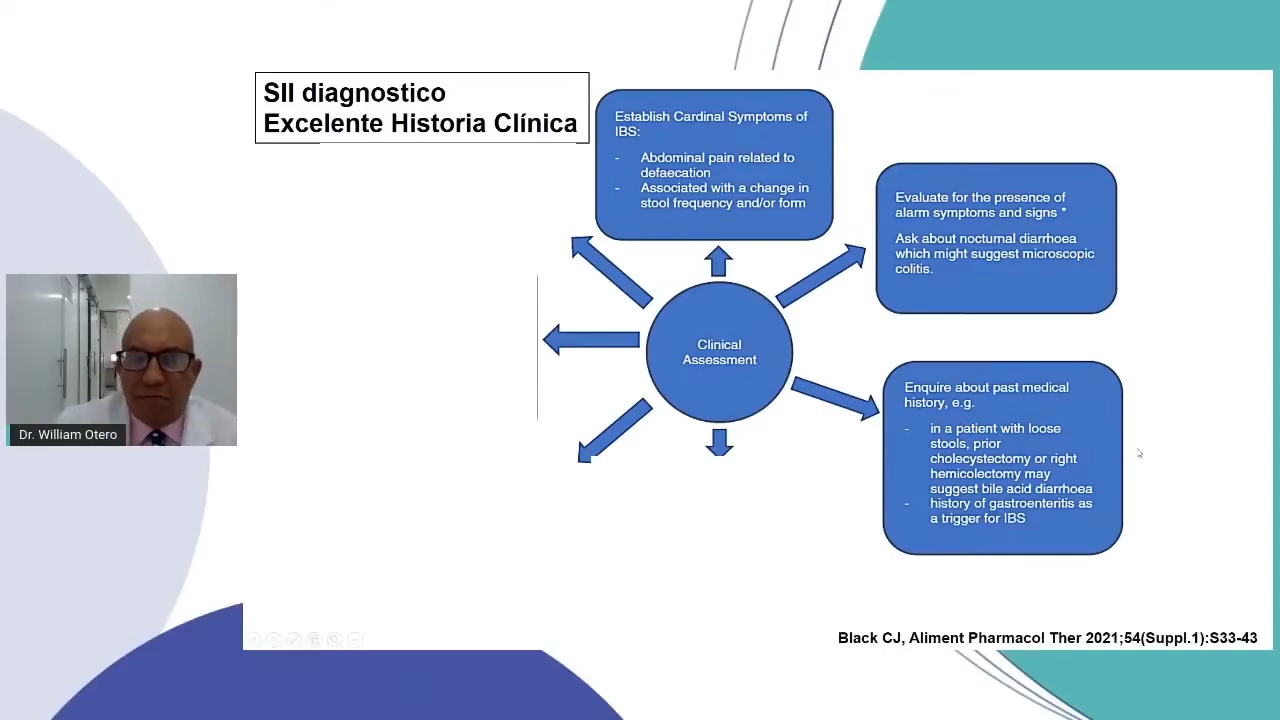 SII diagnostico
Excelente Historia Clínica
Establish Cardinal Symptoms of
IBS:
- Abdominal pain related to
defaecation
- Associated with a change in
stool frequency and/or form
Evaluate for the presence of
alarm symptoms and signs *
Ask about nocturnal diarrhoea
which might suggest microscopic
colitis.
Clinical
Assessment
Enquire about past medical
history, e.g.
- in a patient with loose
stools, prior
cholecystectomy or right
hemicolectomy may
suggest bile acid diarrhoea
- history of gastroenteritis as
a trigger for IBS
Dr. William Otero
Black CJ, Aliment Pharmacol Ther 2021;54(Suppl.1):S33-43